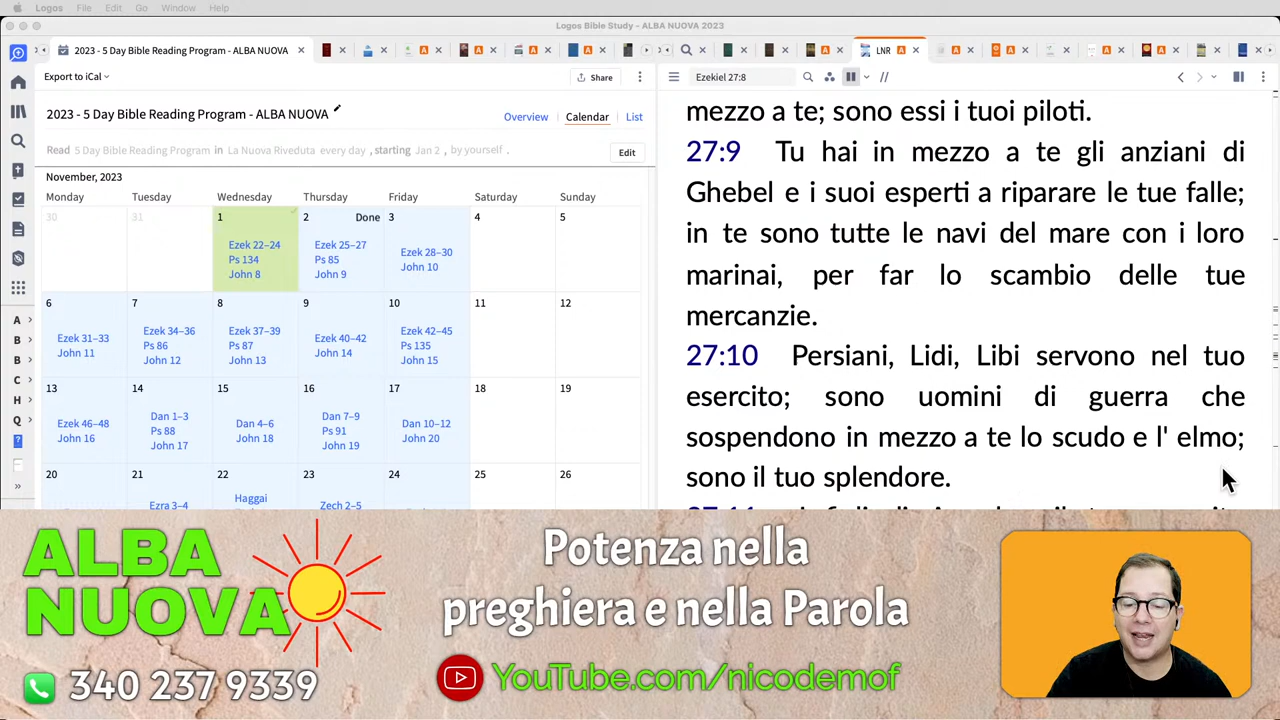 Logos File Edit Go Window Help
Logos Bible Study - ALBA NUOVA 2023
2023 - 5 Day Bible Reading Program - ALBA NUOVA
LNR A
Export to iCal
Share
Ezekiel 27:8
2023 - 5 Day Bible Reading Program - ALBA NUOVA
Overview Calendar List
Read 5 Day Bible Reading Program in La Nuova Riveduta every day , starting Jan 2 , by yourself .
Edit
November, 2023
Monday Tuesday Wednesday Thursday Friday Saturday Sunday
30 31 1 2 Done 3 4 5
Ezek 22–24
Ps 134
John 8
Ezek 25–27
Ps 85
John 9
Ezek 28–30
John 10
6 7 8 9 10 11 12
Ezek 31–33
John 11
Ezek 34–36
Ps 86
John 12
Ezek 37–39
Ps 87
John 13
Ezek 40–42
John 14
Ezek 42–45
Ps 135
John 15
13 14 15 16 17 18 19
Ezek 46–48
John 16
Dan 1–3
Ps 88
John 17
Dan 4–6
John 18
Dan 7–9
Ps 91
John 19
Dan 10–12
John 20
20 21 22 23 24 25 26
Ezra 3–4
Haggai
Zech 2–5
A
B
B
C
H
Q
mezzo a te; sono essi i tuoi piloti.
27:9 Tu hai in mezzo a te gli anziani di
Ghebel e i suoi esperti a riparare le tue falle;
in te sono tutte le navi del mare con i loro
marinai, per far lo scambio delle tue
mercanzie.
27:10 Persiani, Lidi, Libi servono nel tuo
esercito; sono uomini di guerra che
sospendono in mezzo a te lo scudo e l' elmo;
sono il tuo splendore.
ALBA
NUOVA
340 237 9339
Potenza nella
preghiera e nella Parola
YouTube.com/nicodemof